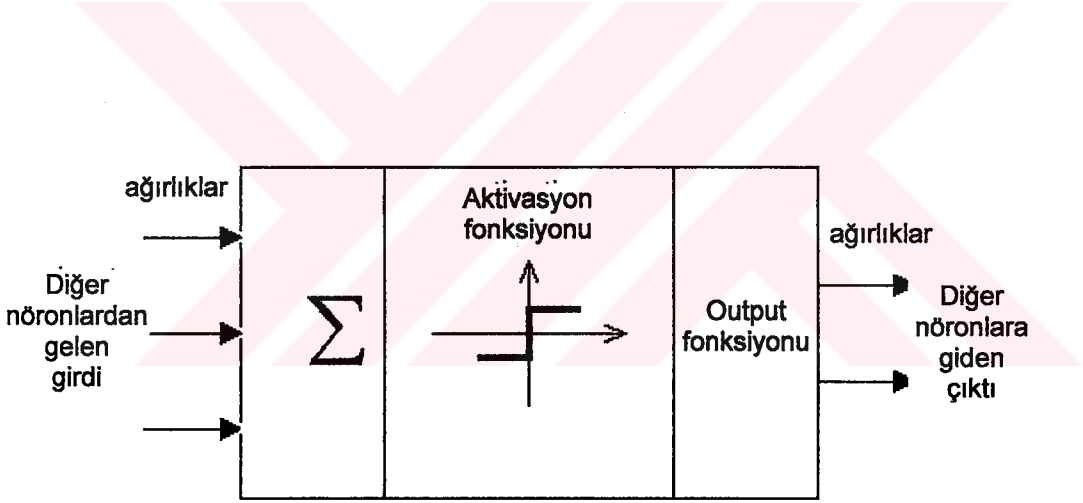 ağırlıklar
Diğer
nöronlardan
gelen
girdi
Σ
Aktivasyon
fonksiyonu
Output
fonksiyonu
ağırlıklar
Diğer
nöronlara
giden
çıktı